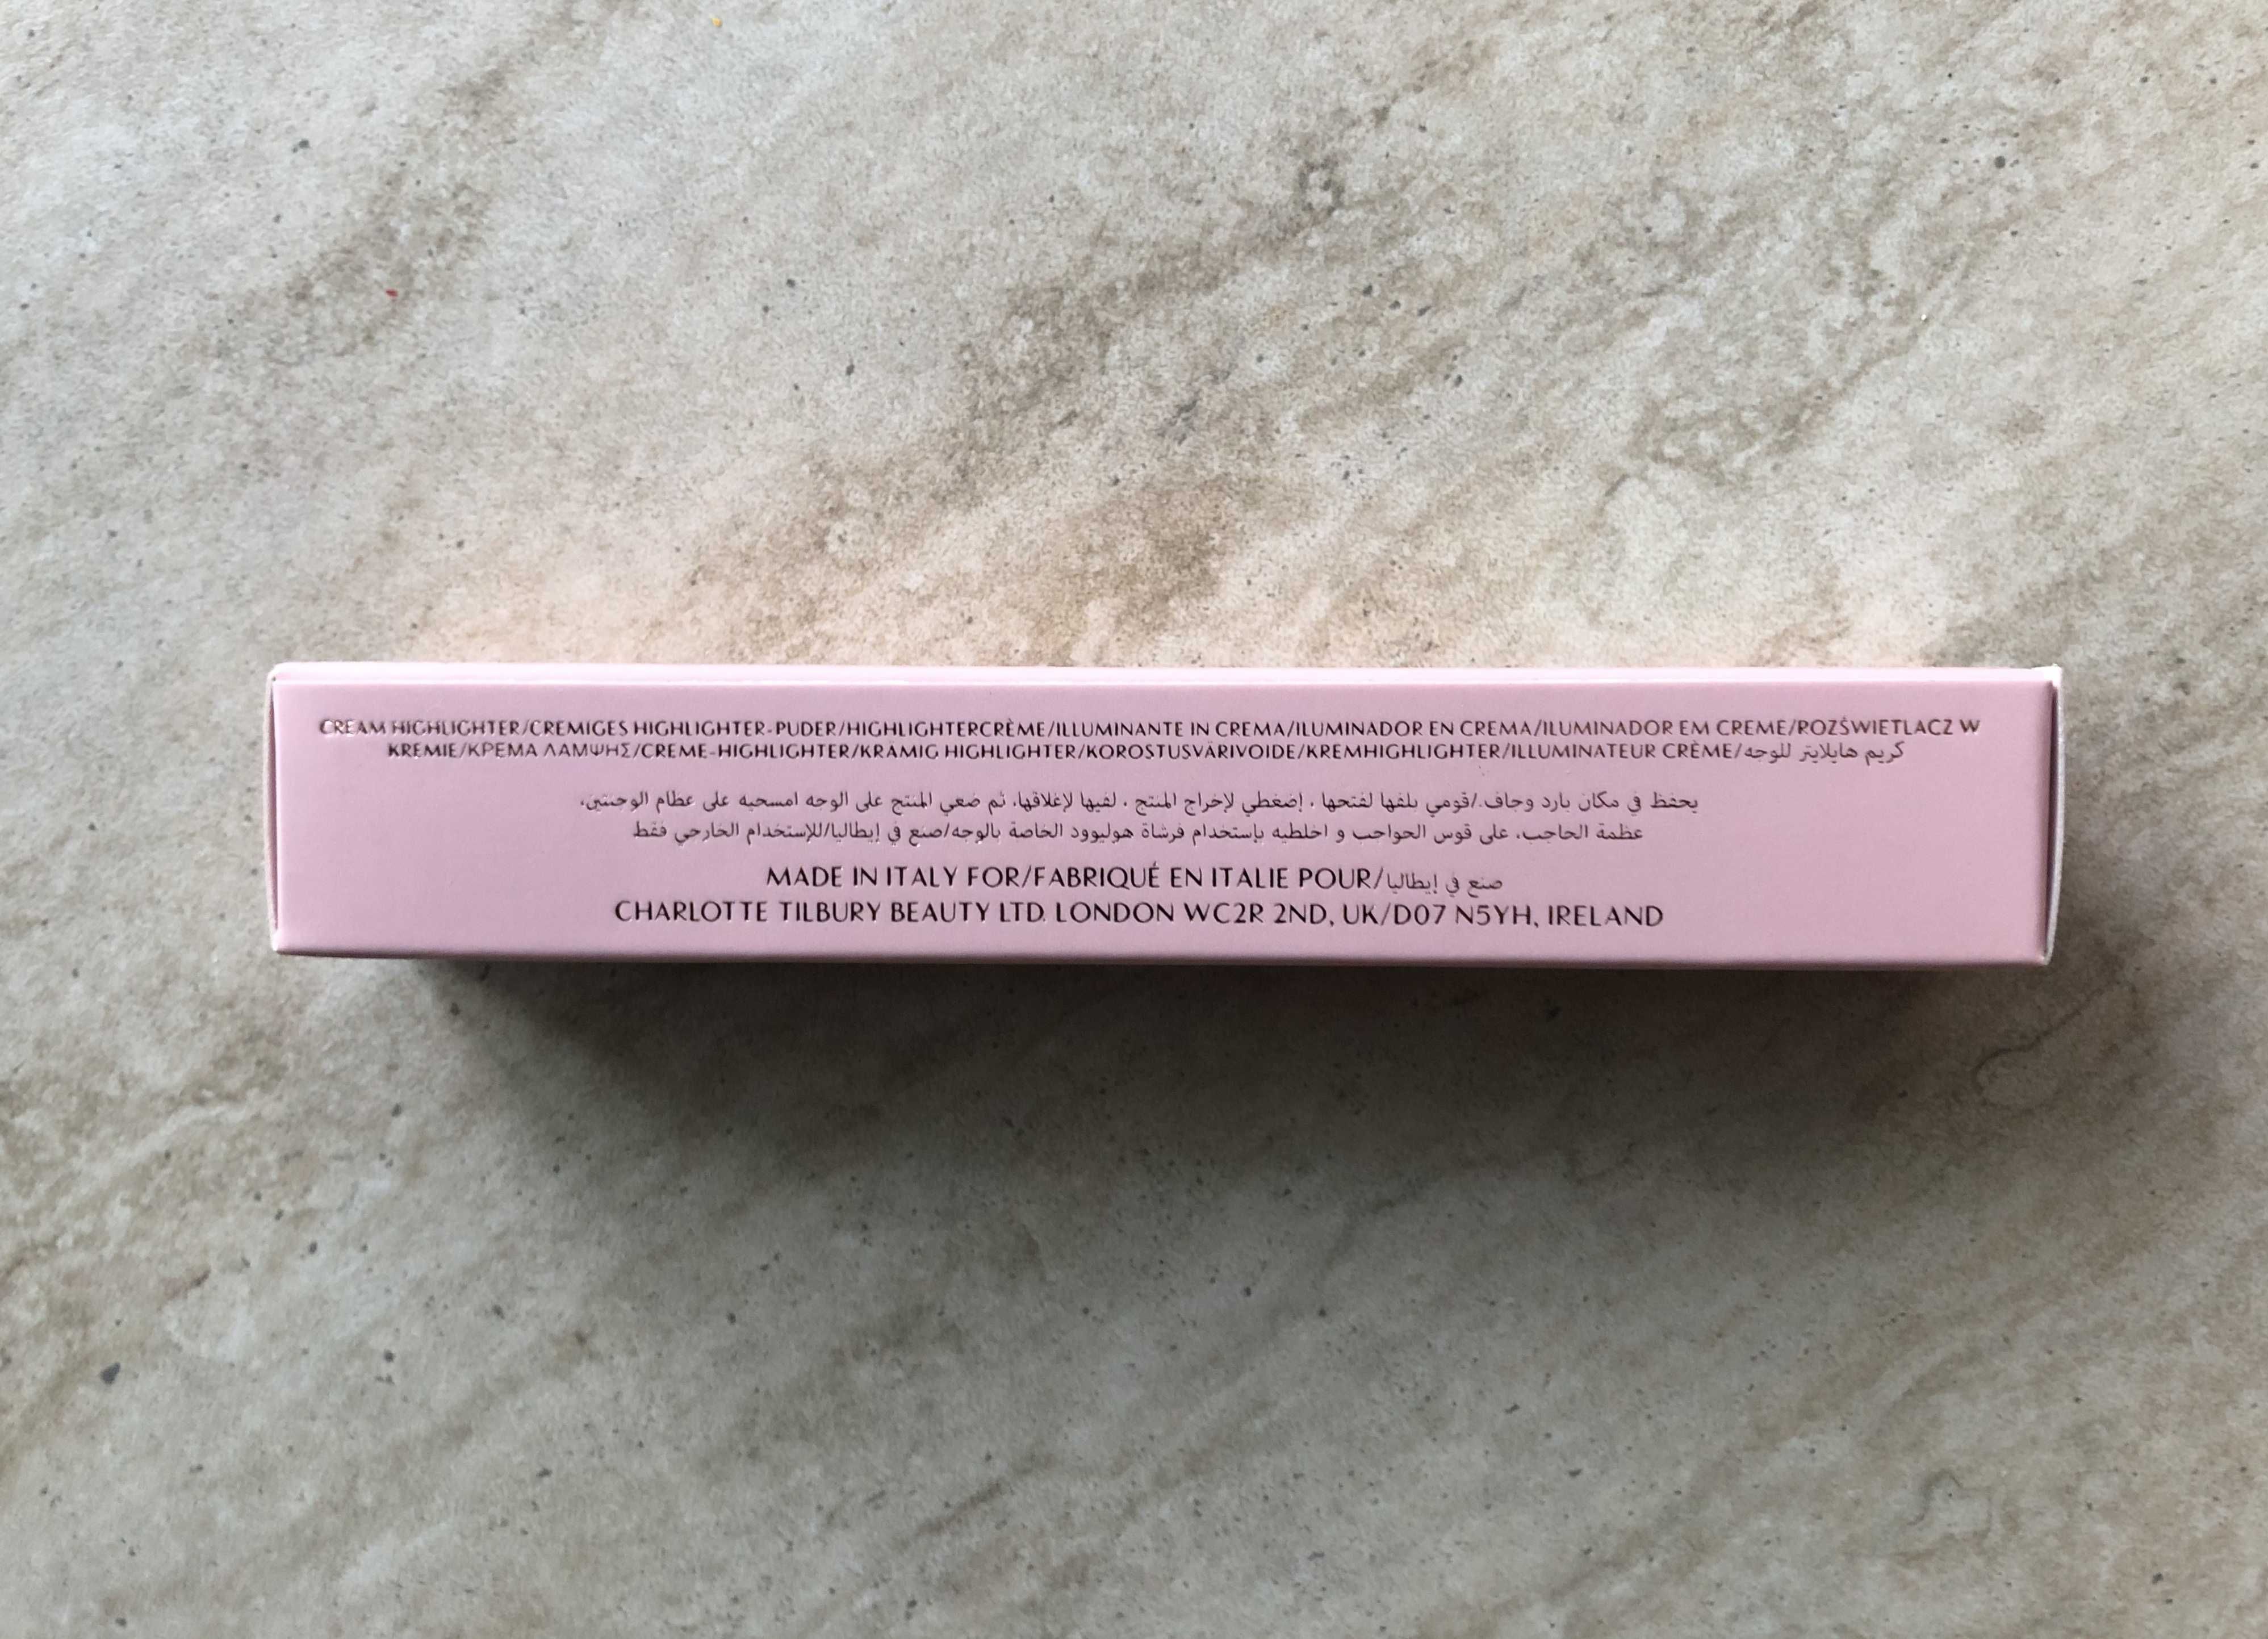 CREAM HIGHLIGHTER/CREMIGES HIGHLIGHTER-PUDER/HIGHLIGHTERCRÈME/ILLUMINANTE IN CREMA/ILUMINADOR EN CREMA/ILUMINADOR EM CREME/ROZŚWIETLACZ W
KREMIE/ΚΡΕΜΑ ΛΑΜΨΗΣ/CREME-HIGHLIGHTER/KRÄMIG HIGHLIGHTER/KOROSTUSVÄRIVOIDE/KREMHIGHLIGHTER/ILLUMINATEUR CRÈME/كريم هايلايتر للوجه
يحفظ في مكان بارد وجاف./قومي بلفها لفتحها ، إضغطي لإخراج المنتج ، لفيها لإغلاقها، ثم ضعي المنتج على الوجه امسحيه على عظام الوجنتين،
عظمة الحاجب، على قوس الحواجب و اخلطيه بإستخدام فرشاة هوليوود الخاصة بالوجه/صنع في إيطاليا/للإستخدام الخارجي فقط
MADE IN ITALY FOR/FABRIQUÉ EN ITALIE POUR/صنع في إيطاليا
CHARLOTTE TILBURY BEAUTY LTD. LONDON WC2R 2ND, UK/D07 N5YH, IRELAND